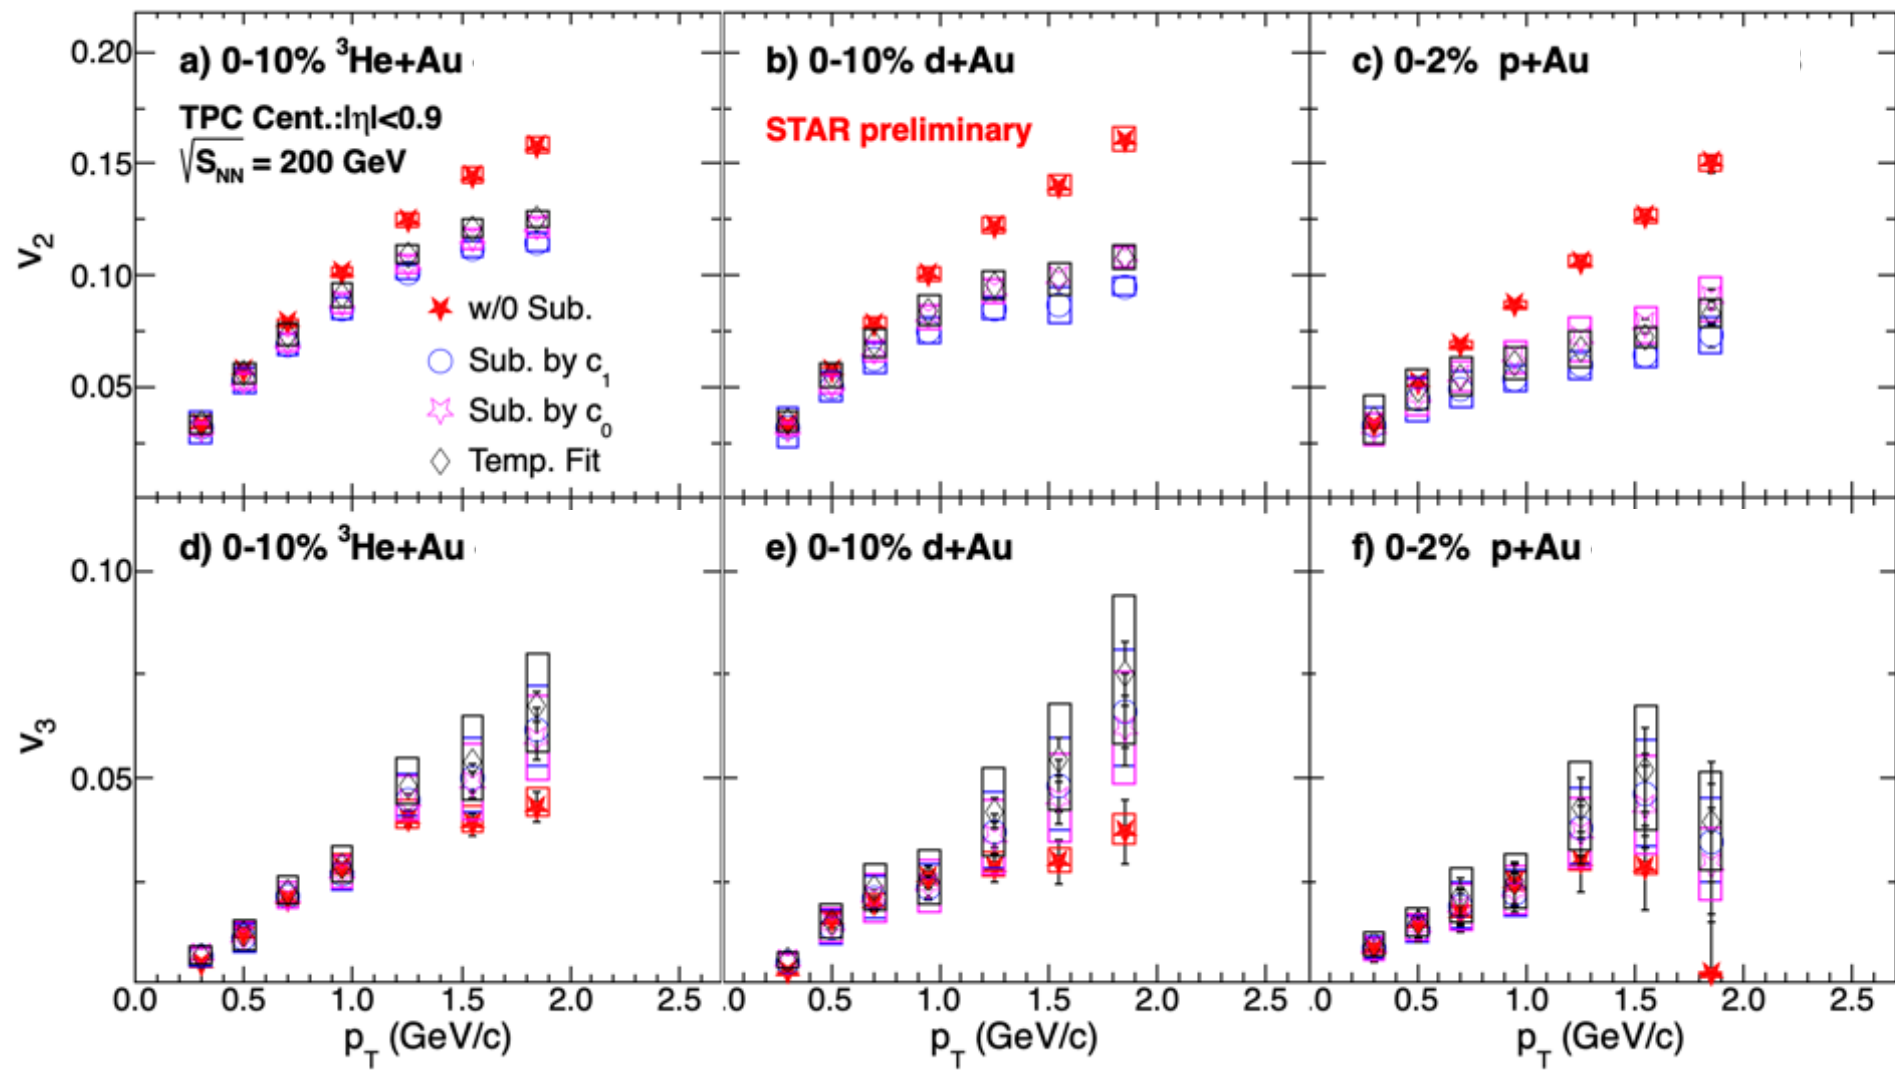 a) 0-10% ³He+Au
b) 0-10% d+Au
c) 0-2% p+Au
TPC Cent.:|η|<0.9
√S_NN = 200 GeV
STAR preliminary
w/0 Sub.
Sub. by c₁
Sub. by c₀
Temp. Fit
v₂
0.20
0.15
0.10
0.05
d) 0-10% ³He+Au
e) 0-10% d+Au
f) 0-2% p+Au
v₃
0.10
0.05
0.0 0.5 1.0 1.5 2.0 2.5
.0 0.5 1.0 1.5 2.0 2.5
.0 0.5 1.0 1.5 2.0 2.5
p_T (GeV/c)
p_T (GeV/c)
p_T (GeV/c)